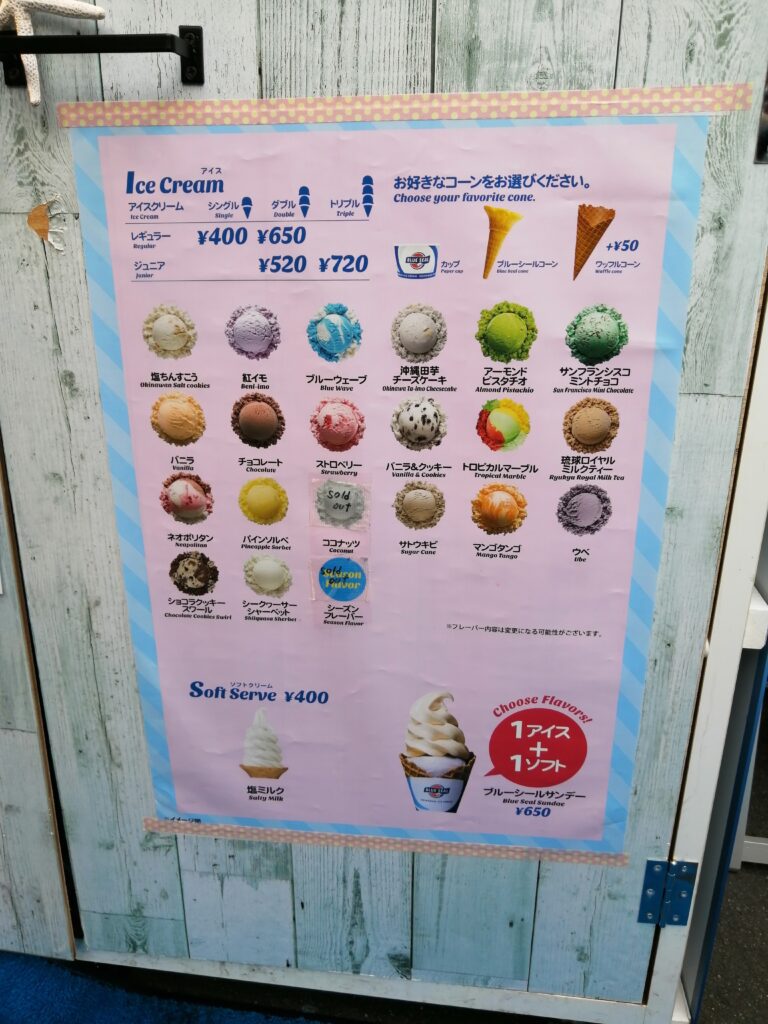 アイス
Ice Cream
アイスクリーム
Ice Cream
シングル
Single
ダブル
Double
トリプル
Triple
レギュラー
Regular
¥400 ¥650
ジュニア
Junior
¥520 ¥720
お好きなコーンをお選びください。
Choose your favorite cone.
BLUE SEAL
カップ
Paper cup
ブルーシールコーン
Blue Seal cone
+¥50
ワッフルコーン
Waffle cone
塩ちんすこう
Okinawan Salt cookies
紅イモ
Beni-imo
ブルーウェーブ
Blue Wave
沖縄田芋
チーズケーキ
Okinawa Ta-imo Cheesecake
アーモンド
ピスタチオ
Almond Pistachio
サンフランシスコ
ミントチョコ
San Francisco Mint Chocolate
バニラ
Vanilla
チョコレート
Chocolate
ストロベリー
Strawberry
バニラ&クッキー
Vanilla & Cookies
トロピカルマーブル
Tropical Marble
琉球ロイヤル
ミルクティー
Ryukyu Royal Milk Tea
ネオポリタン
Neapolitan
パインソルベ
Pineapple Sorbet
sold
out
ココナッツ
Coconut
サトウキビ
Sugar Cane
マンゴタンゴ
Mango Tango
ウベ
Ube
ショコラクッキー
スワール
Chocolate Cookies Swirl
シークヮーサー
シャーベット
Shiiquasa Sherbet
sold
Season
Flavor
シーズン
フレーバー
Season Flavor
※フレーバー内容は変更になる可能性がございます。
ソフトクリーム
Soft Serve ¥400
塩ミルク
Salty Milk
BLUE SEAL
Choose Flavors!
1アイス
+
1ソフト
ブルーシールサンデー
Blue Seal Sundae
¥650